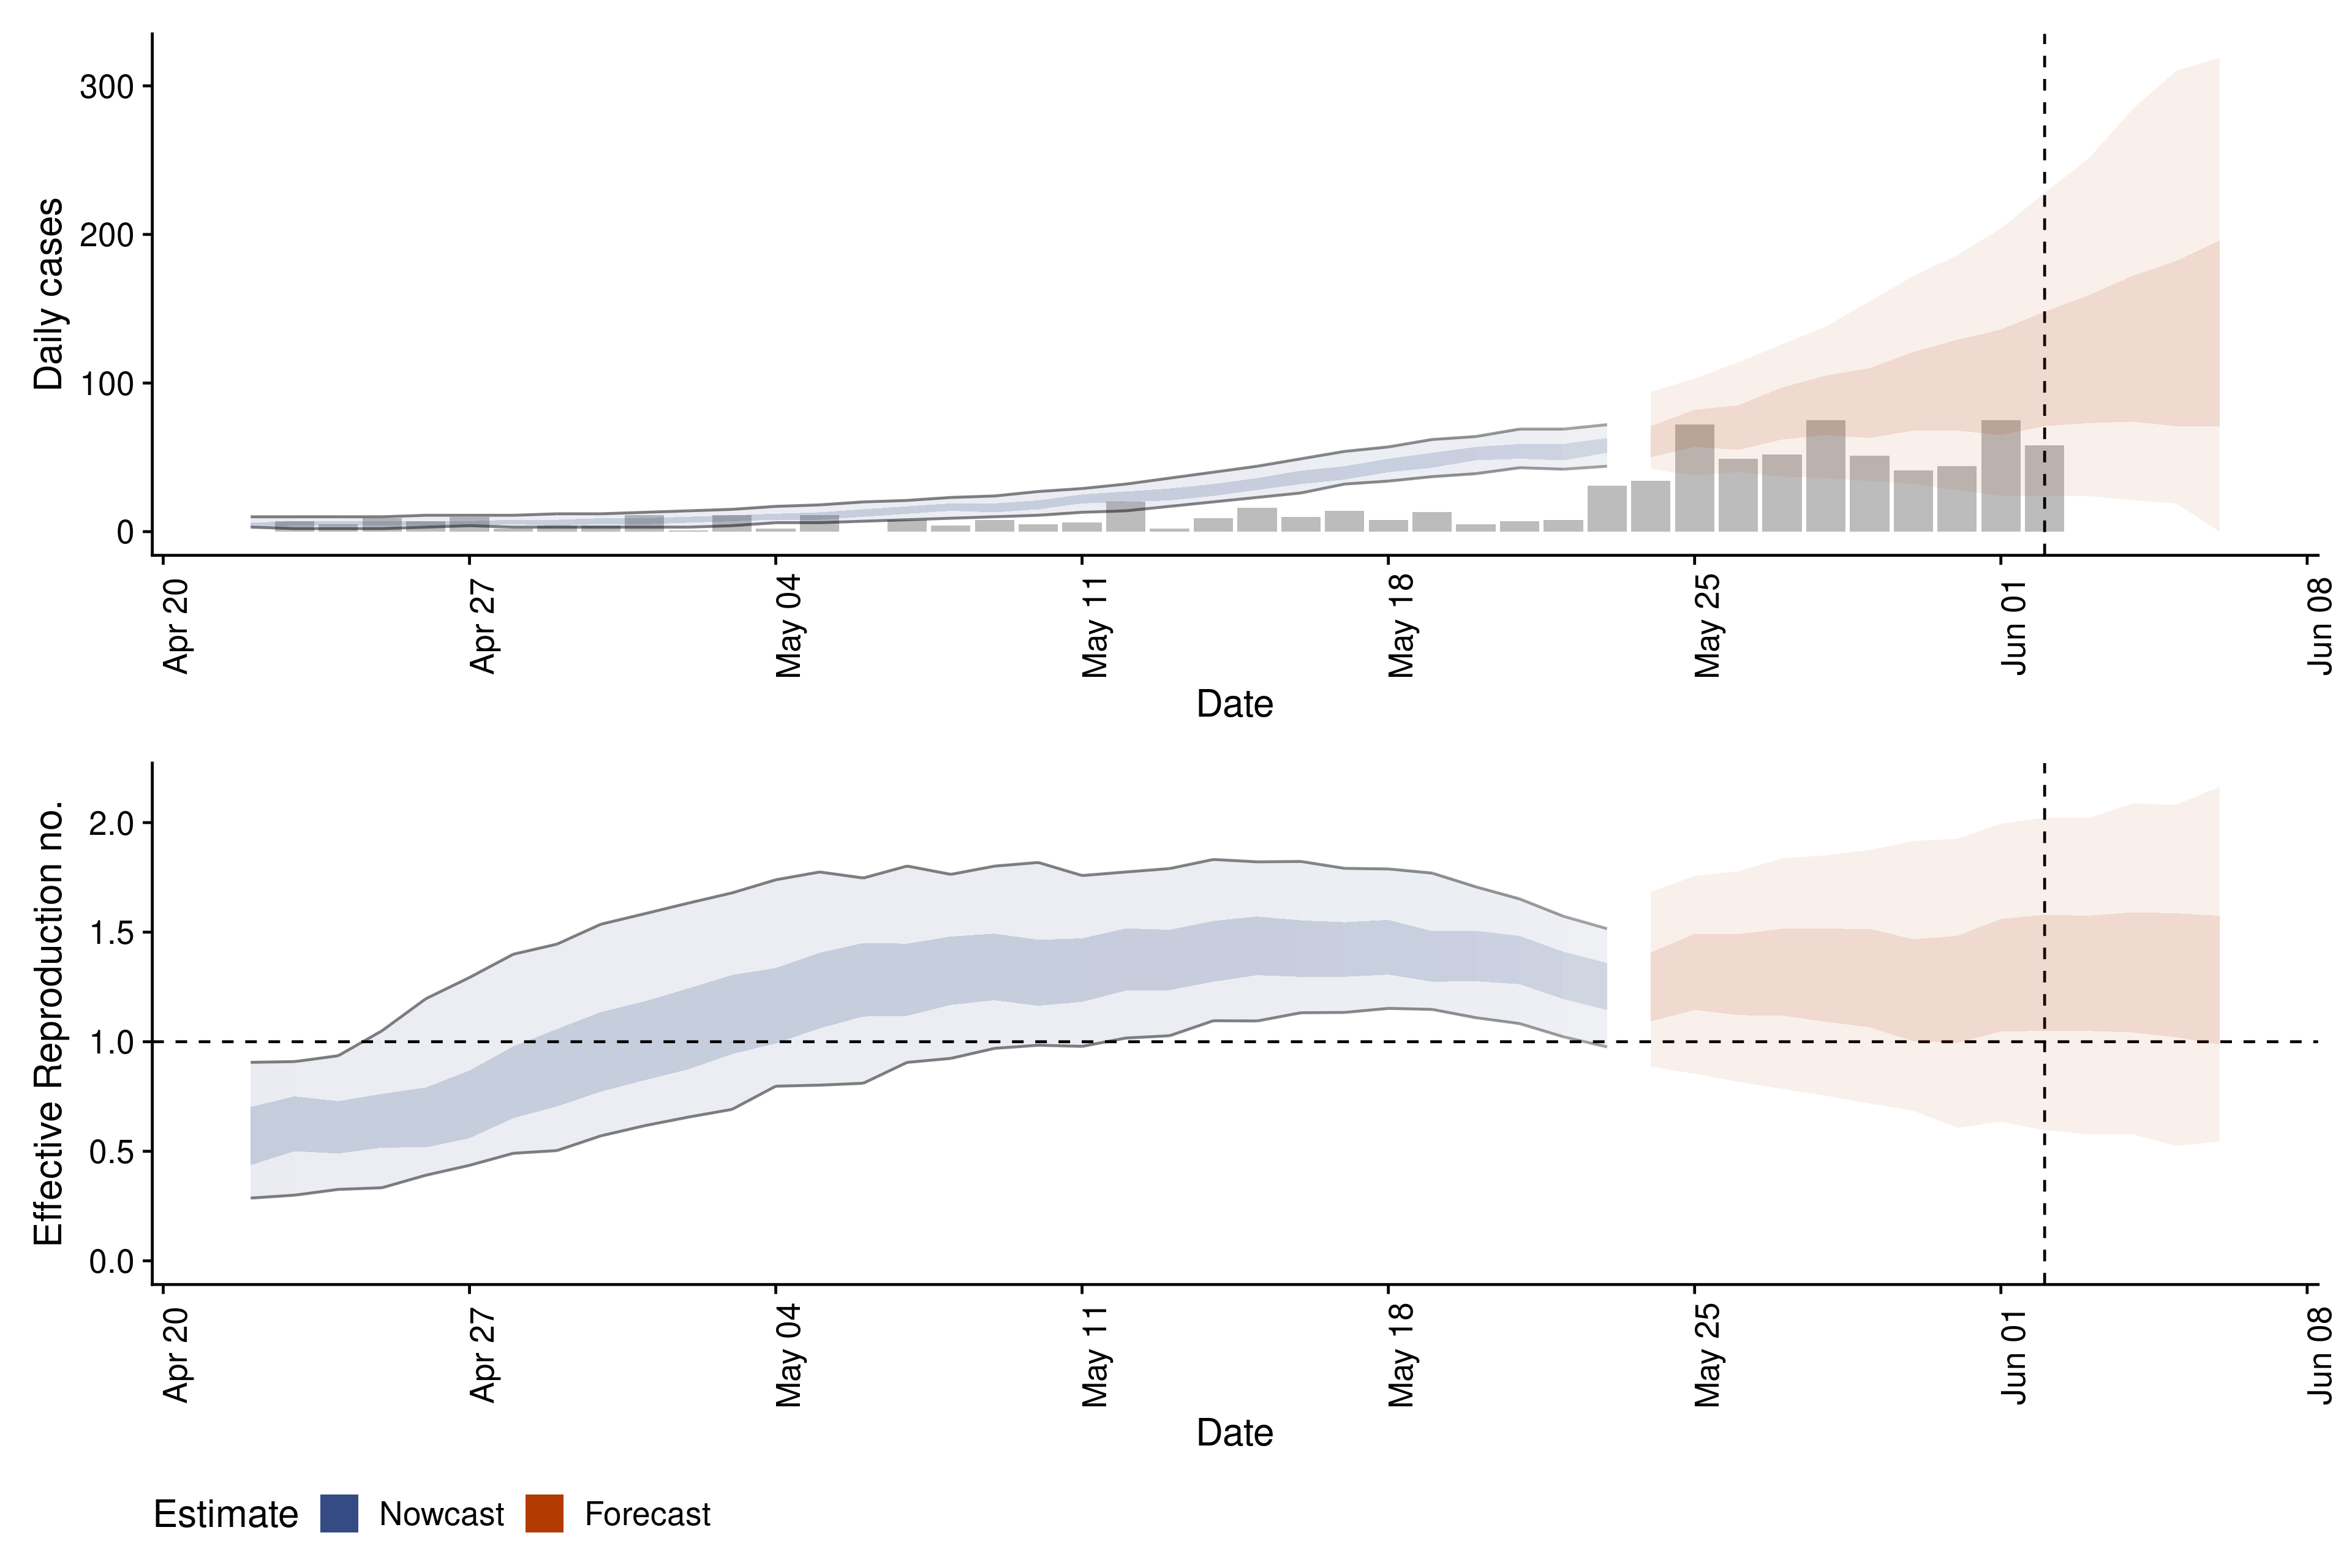 Daily cases
300
200
100
0
Apr 20
Apr 27
May 04
May 11
May 18
May 25
Jun 01
Jun 08
Date
Effective Reproduction no.
2.0
1.5
1.0
0.5
0.0
Apr 20
Apr 27
May 04
May 11
May 18
May 25
Jun 01
Jun 08
Date
Estimate Nowcast Forecast